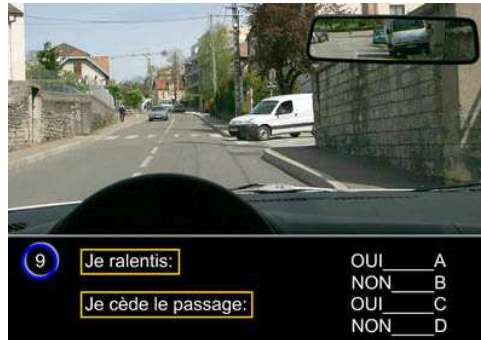 9 Je ralentis: OUI_____A
NON_____B
Je cède le passage: OUI_____C
NON_____D